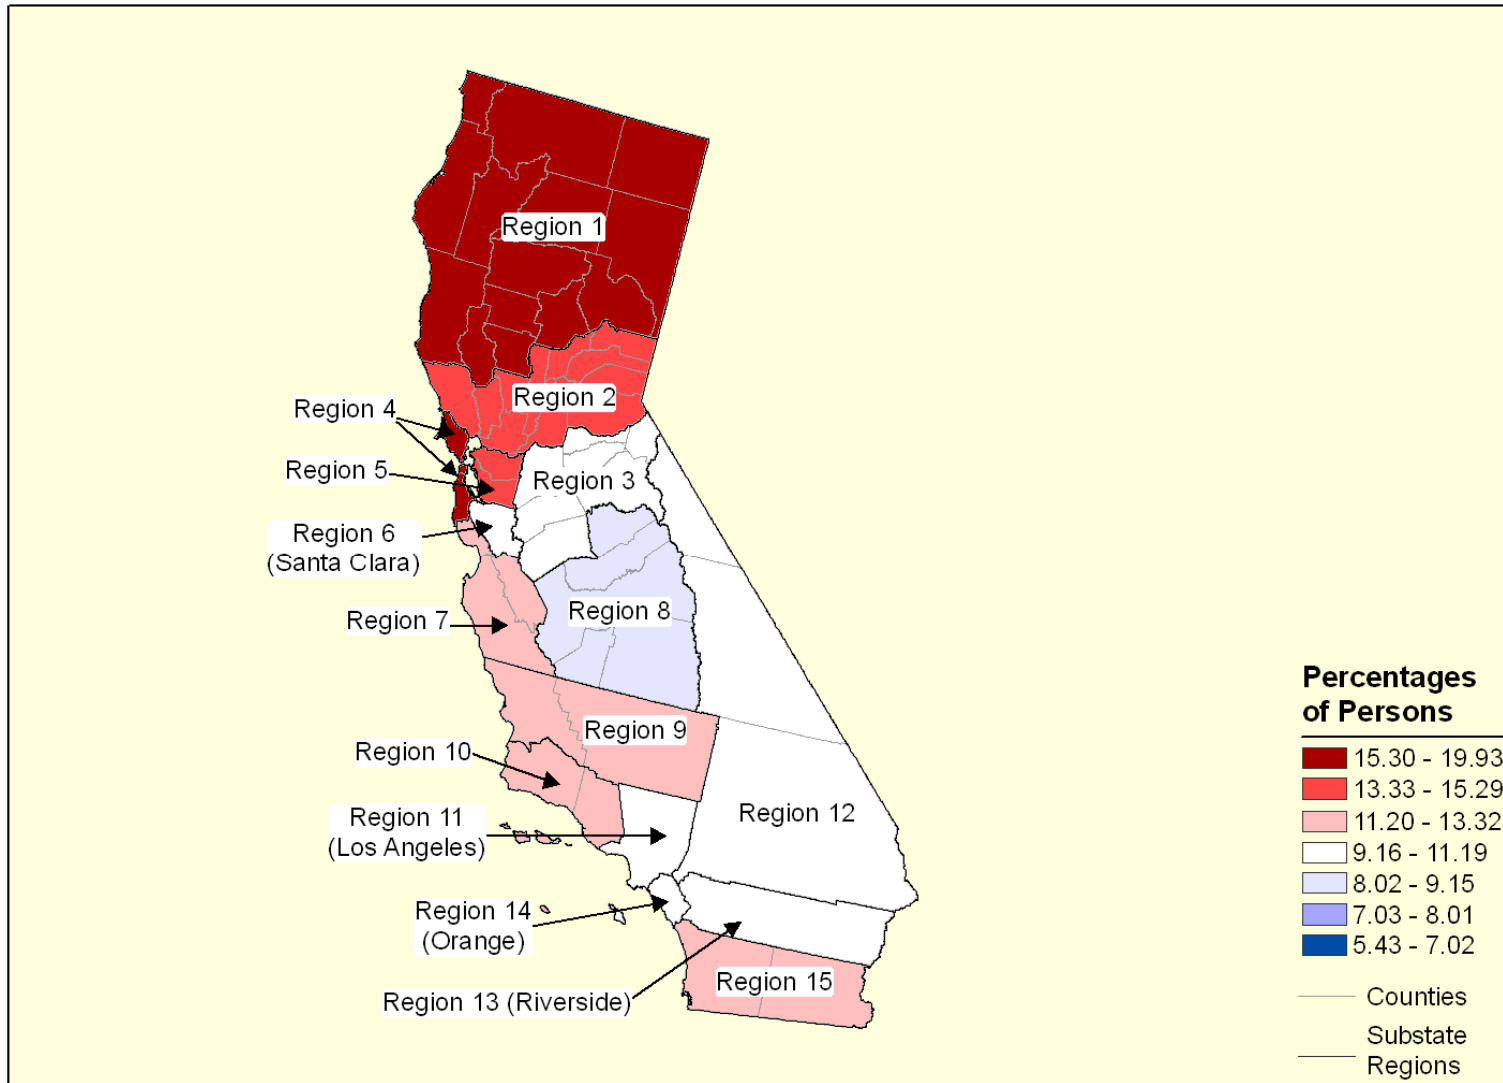 Region 1
Region 2
Region 4
Region 5
Region 3
Region 6
(Santa Clara)
Region 8
Region 7
Region 9
Region 10
Region 11
(Los Angeles)
Region 12
Region 14
(Orange)
Region 15
Region 13 (Riverside)
Percentages
of Persons
15.30 - 19.93
13.33 - 15.29
11.20 - 13.32
9.16 - 11.19
8.02 - 9.15
7.03 - 8.01
5.43 - 7.02
Counties
Substate
Regions